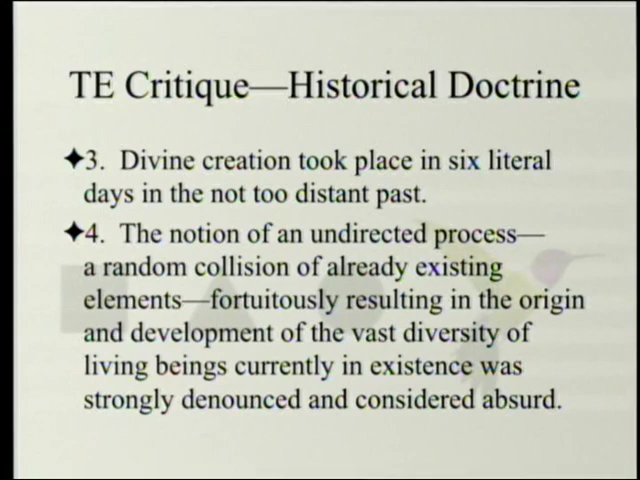 TE Critique—Historical Doctrine
✦3. Divine creation took place in six literal
days in the not too distant past.
✦4. The notion of an undirected process—
a random collision of already existing
elements—fortuitously resulting in the origin
and development of the vast diversity of
living beings currently in existence was
strongly denounced and considered absurd.